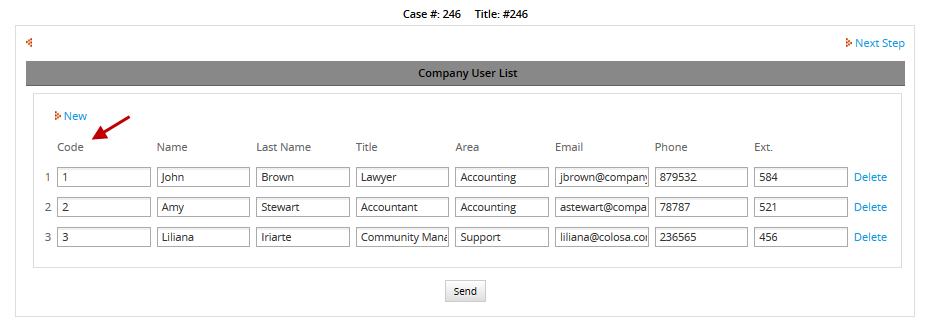 Case #: 246 Title: #246
Next Step
Company User List
New
Code Name Last Name Title Area Email Phone Ext.
1 1 John Brown Lawyer Accounting jbrown@company 879532 584 Delete
2 2 Amy Stewart Accountant Accounting astewart@compa 78787 521 Delete
3 3 Liliana Iriarte Community Mana Support liliana@colosa.co 236565 456 Delete
Send